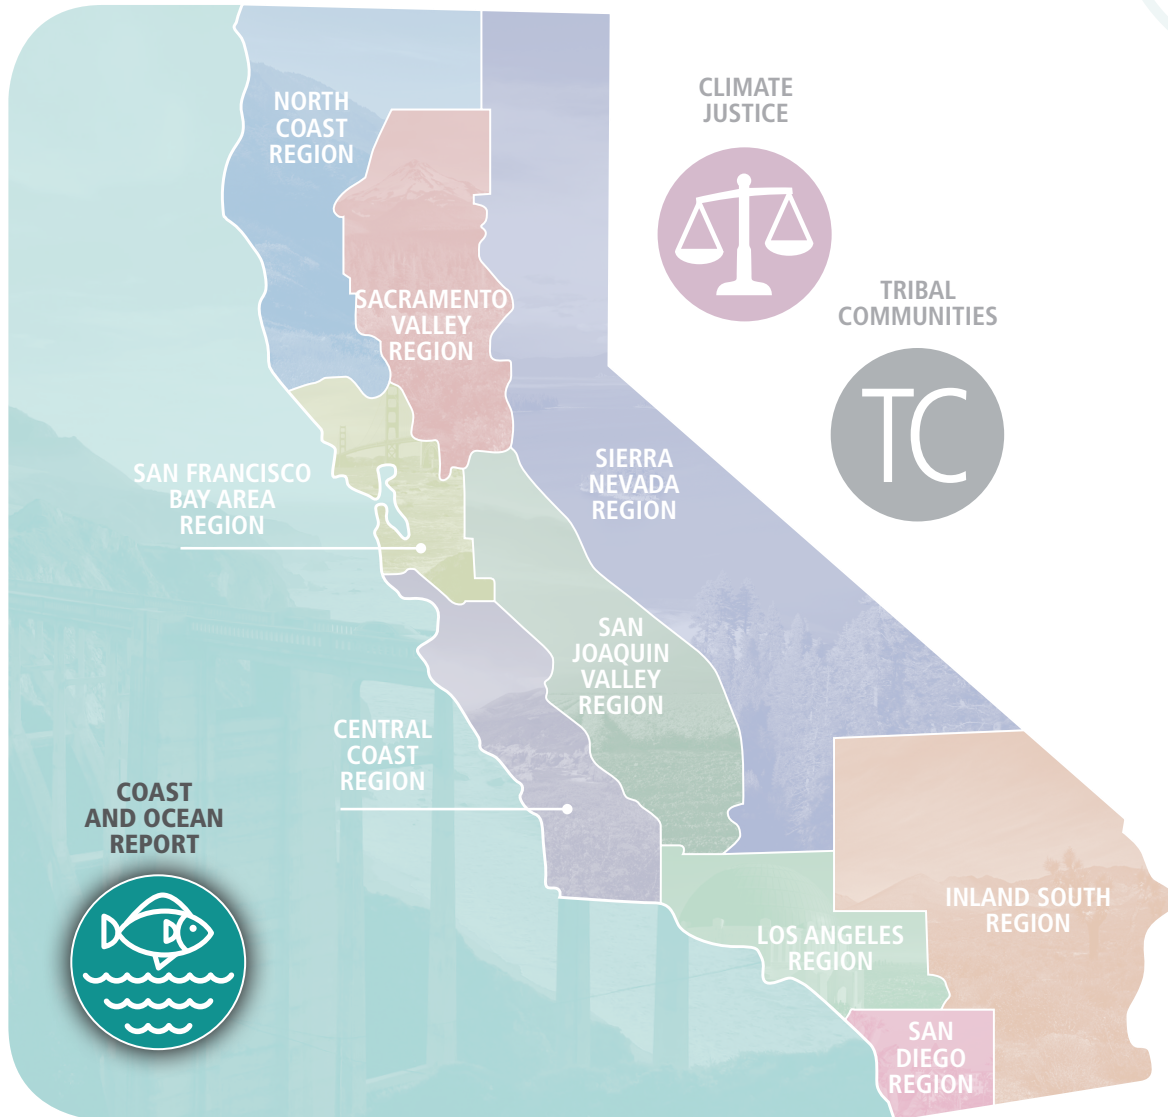 CLIMATE
JUSTICE
NORTH
COAST
REGION
TRIBAL
COMMUNITIES
TC
SACRAMENTO
VALLEY
REGION
SAN FRANCISCO
BAY AREA
REGION
SIERRA
NEVADA
REGION
SAN
JOAQUIN
VALLEY
REGION
CENTRAL
COAST
REGION
COAST
AND OCEAN
REPORT
INLAND SOUTH
REGION
LOS ANGELES
REGION
SAN
DIEGO
REGION